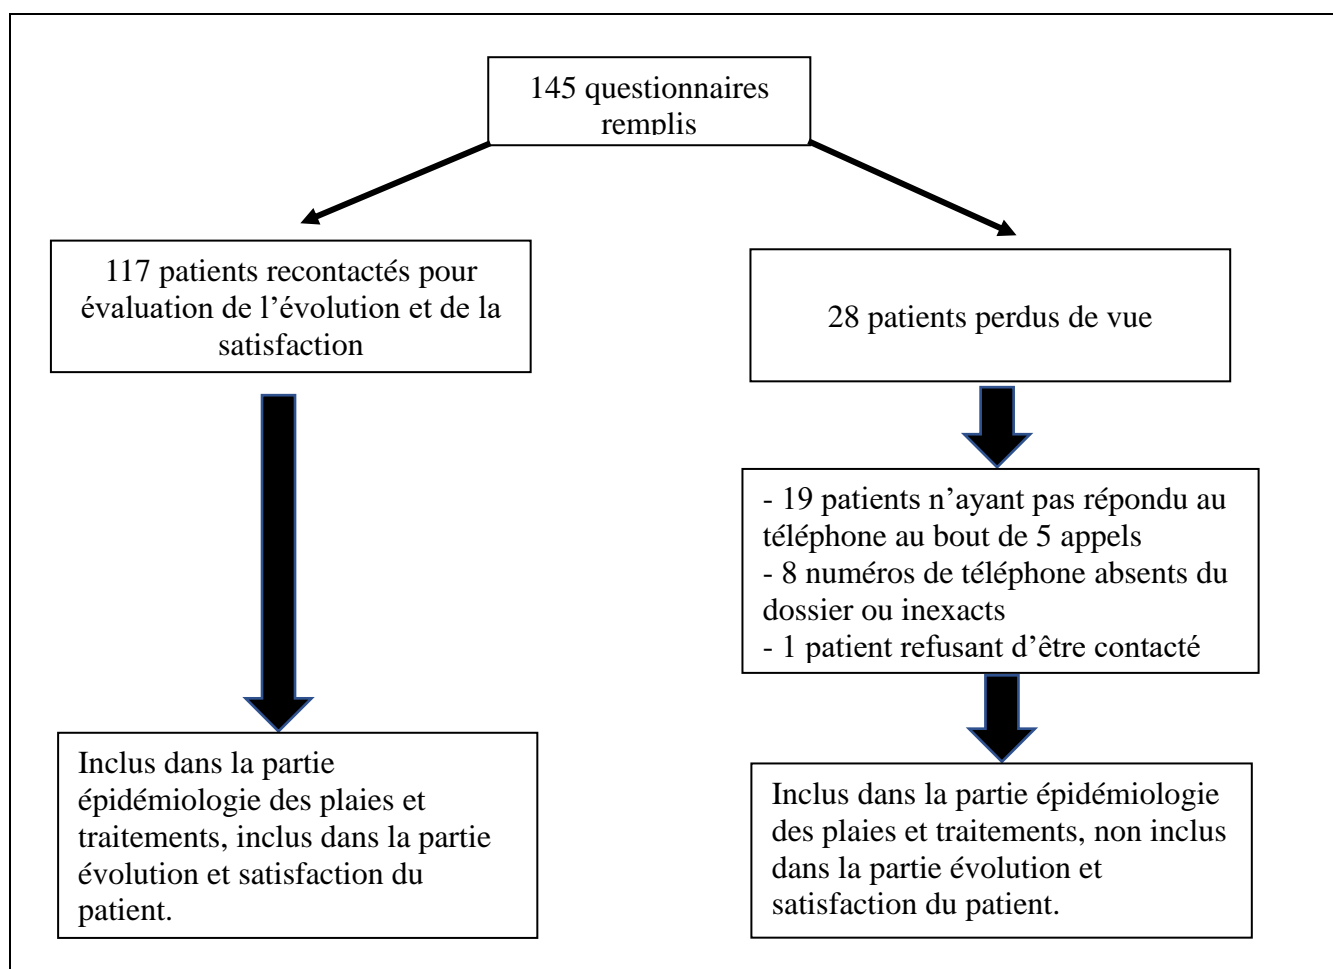 145 questionnaires
remplis
117 patients recontactés pour
évaluation de l’évolution et de la
satisfaction
28 patients perdus de vue
- 19 patients n’ayant pas répondu au
téléphone au bout de 5 appels
- 8 numéros de téléphone absents du
dossier ou inexacts
- 1 patient refusant d’être contacté
Inclus dans la partie
épidémiologie des plaies et
traitements, inclus dans la partie
évolution et satisfaction du
patient.
Inclus dans la partie épidémiologie
des plaies et traitements, non inclus
dans la partie évolution et
satisfaction du patient.